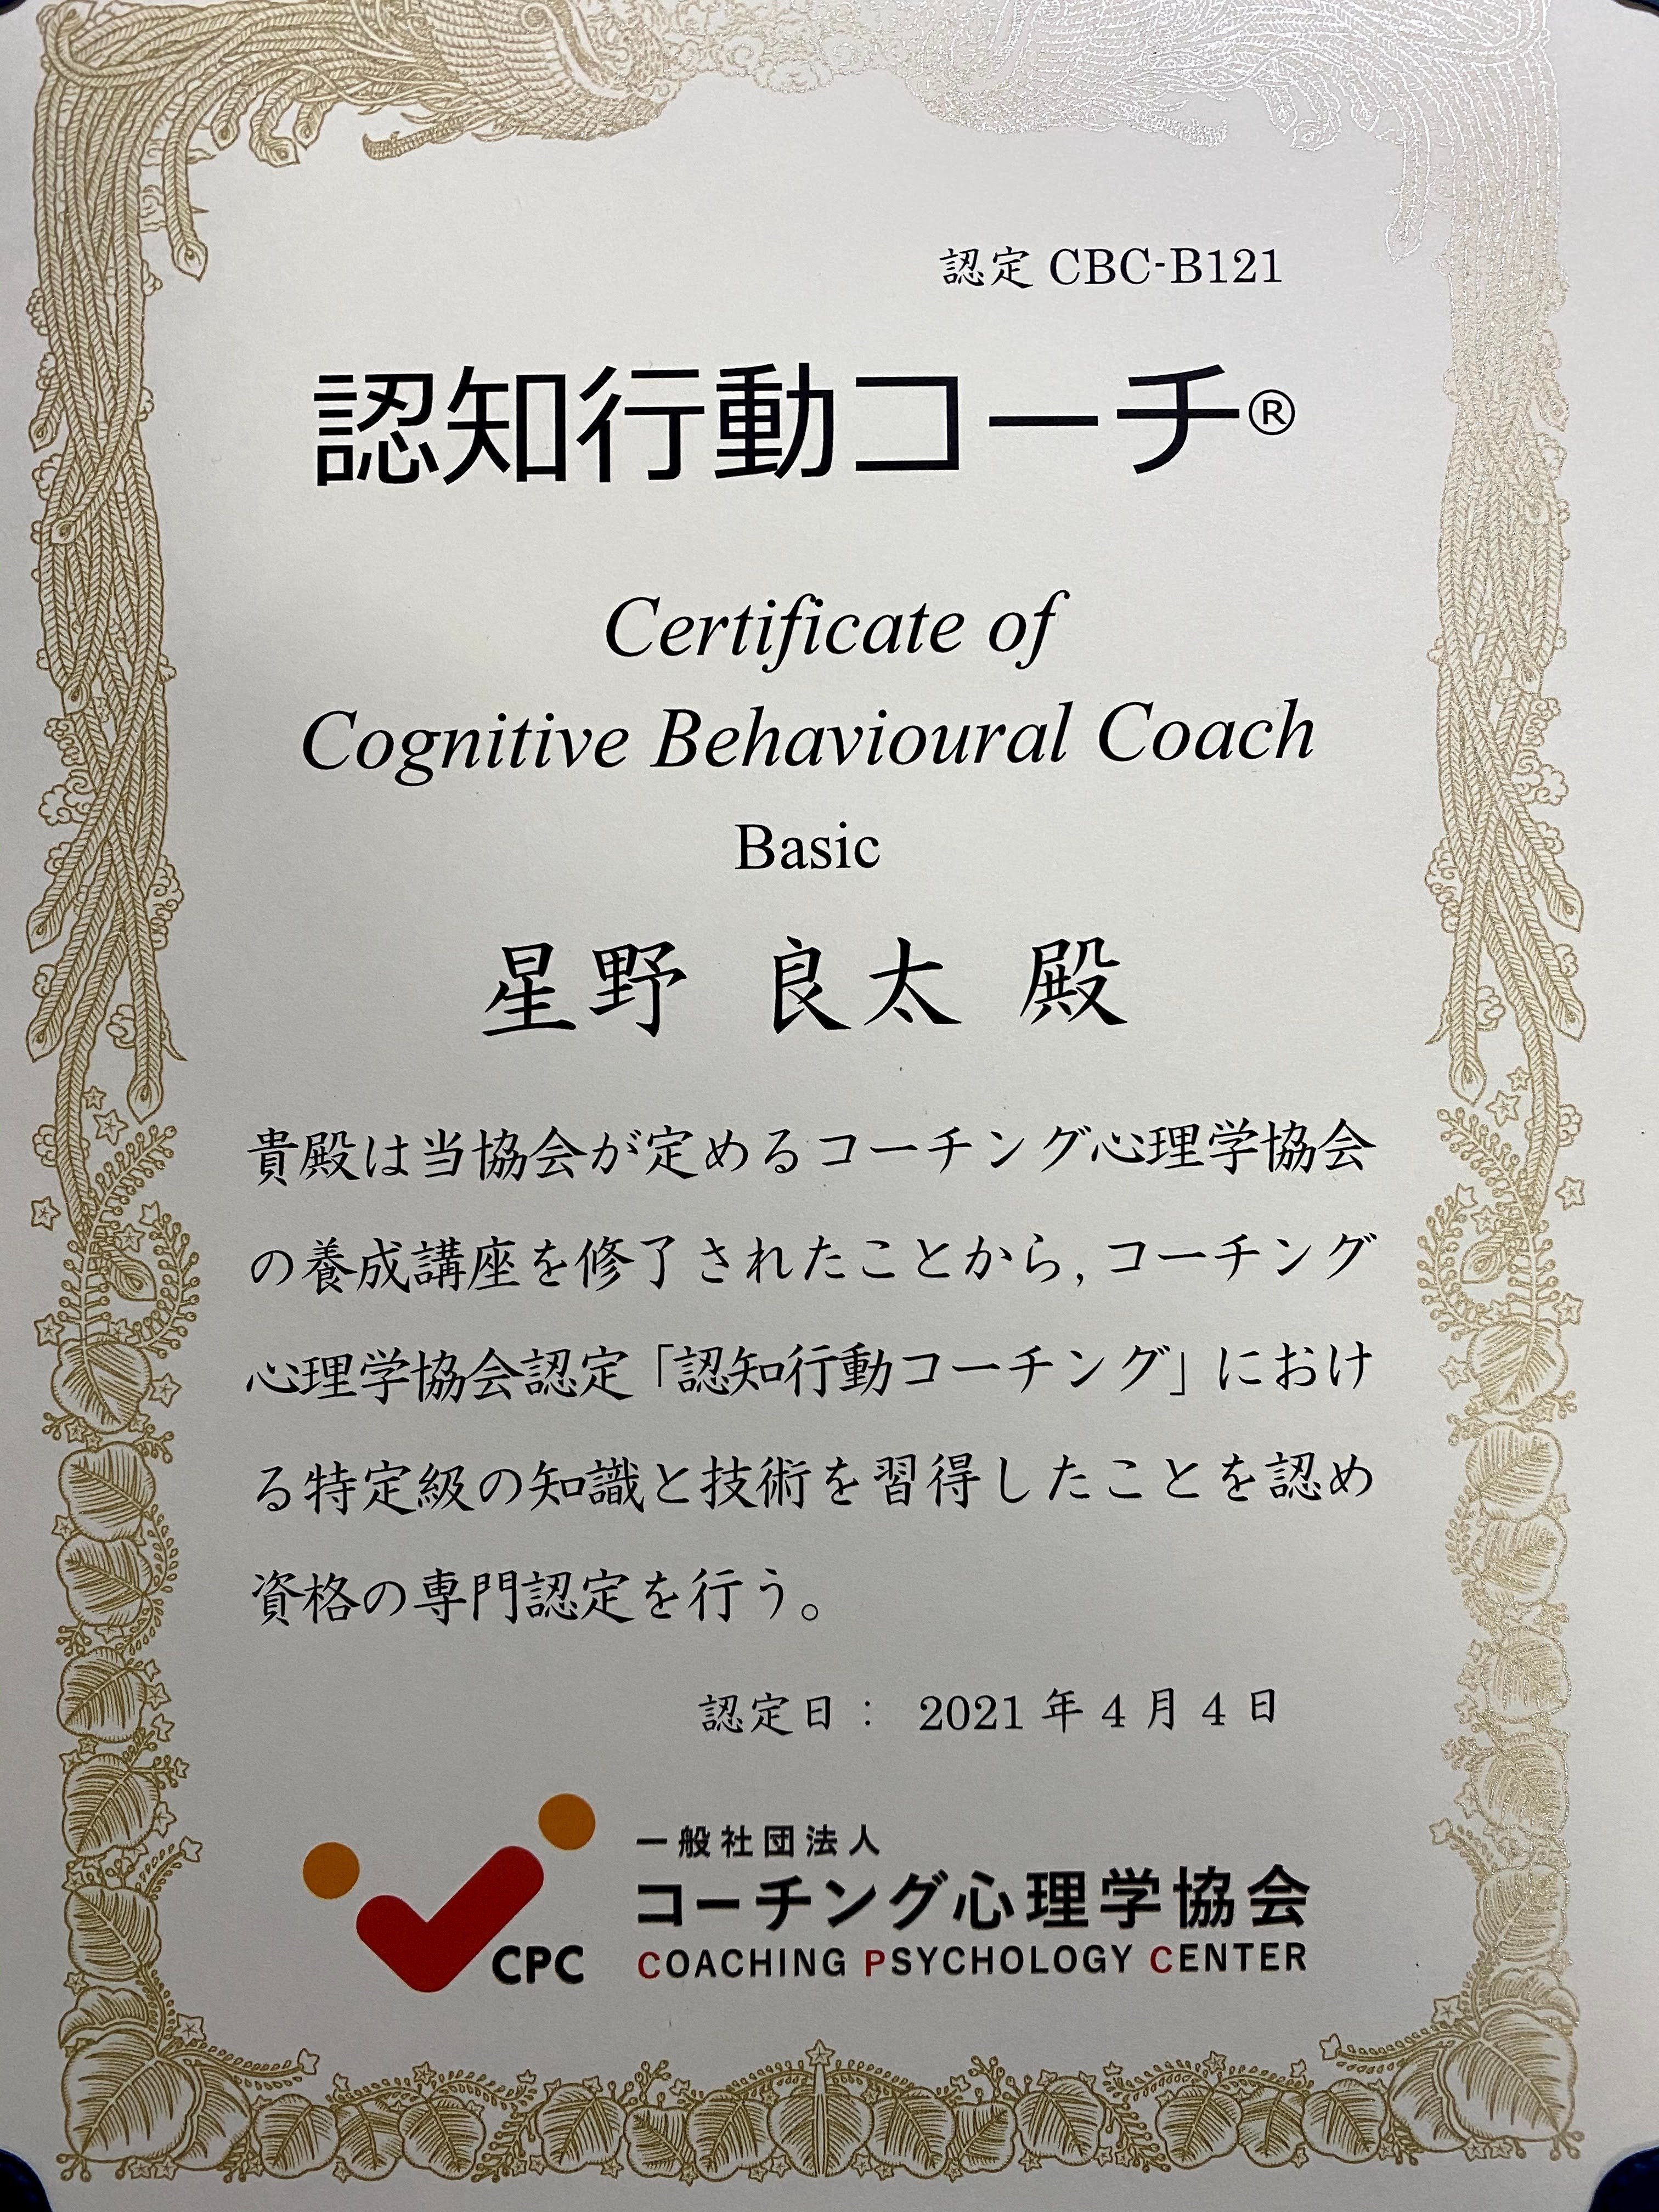 認定 CBC-B121
認知行動コーチ®
Certificate of
Cognitive Behavioural Coach
Basic
星野 良太 殿
貴殿は当協会が定めるコーチング心理学協会
の養成講座を修了されたことから,コーチング
心理学協会認定「認知行動コーチング」におけ
る特定級の知識と技術を習得したことを認め
資格の専門認定を行う。
認定日： 2021 年 4 月 4 日
一般社団法人
コーチング心理学協会
CPC
COACHING PSYCHOLOGY CENTER